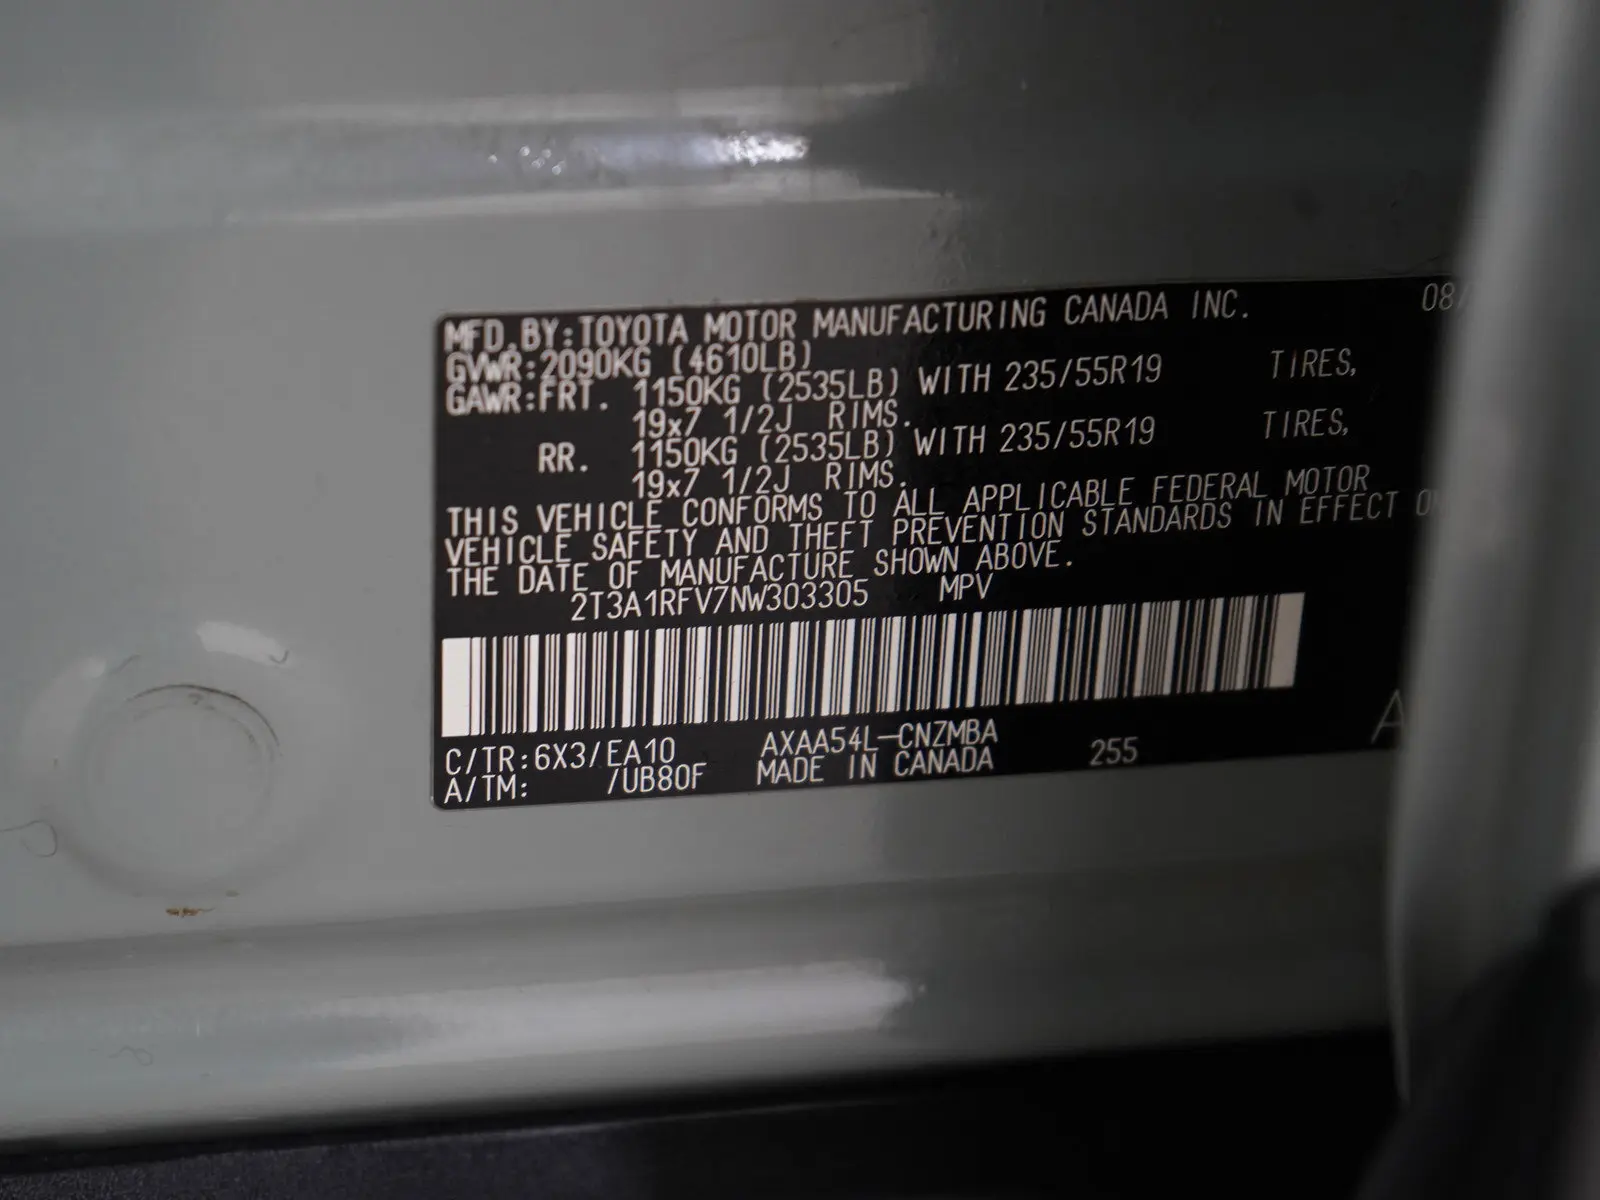 MFD.BY:TOYOTA MOTOR MANUFACTURING CANADA INC. 08/
GVWR:2090KG (4610LB)
GAWR:FRT. 1150KG (2535LB) WITH 235/55R19 TIRES,
19x7 1/2J RIMS.
RR. 1150KG (2535LB) WITH 235/55R19 TIRES,
19x7 1/2J RIMS.
THIS VEHICLE CONFORMS TO ALL APPLICABLE FEDERAL MOTOR
VEHICLE SAFETY AND THEFT PREVENTION STANDARDS IN EFFECT
THE DATE OF MANUFACTURE SHOWN ABOVE.
2T3A1RFV7NW303305 MPV
C/TR:6X3/EA10 AXAA54L-CNZMBA 255 A
A/TM: /UB80F MADE IN CANADA